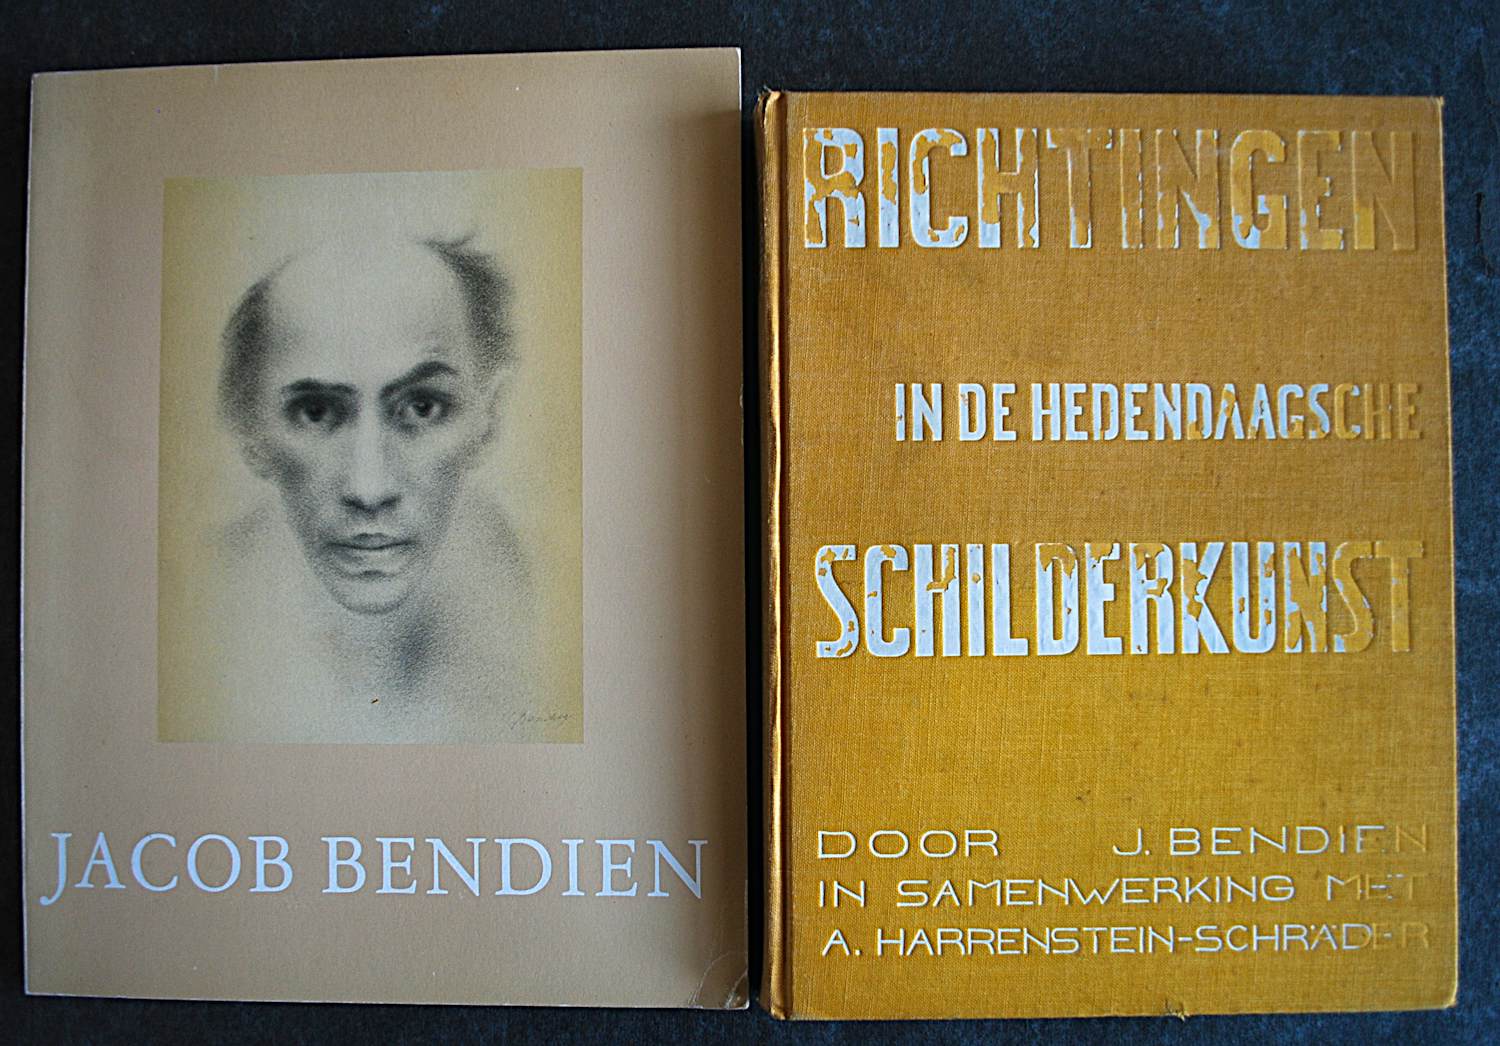 JACOB BENDIEN
RICHTINGEN
IN DE HEDENDAAGSCHE
SCHILDERKUNST
DOOR J. BENDIEN
IN SAMENWERKING MET
A. HARRENSTEIN-SCHRÄDER